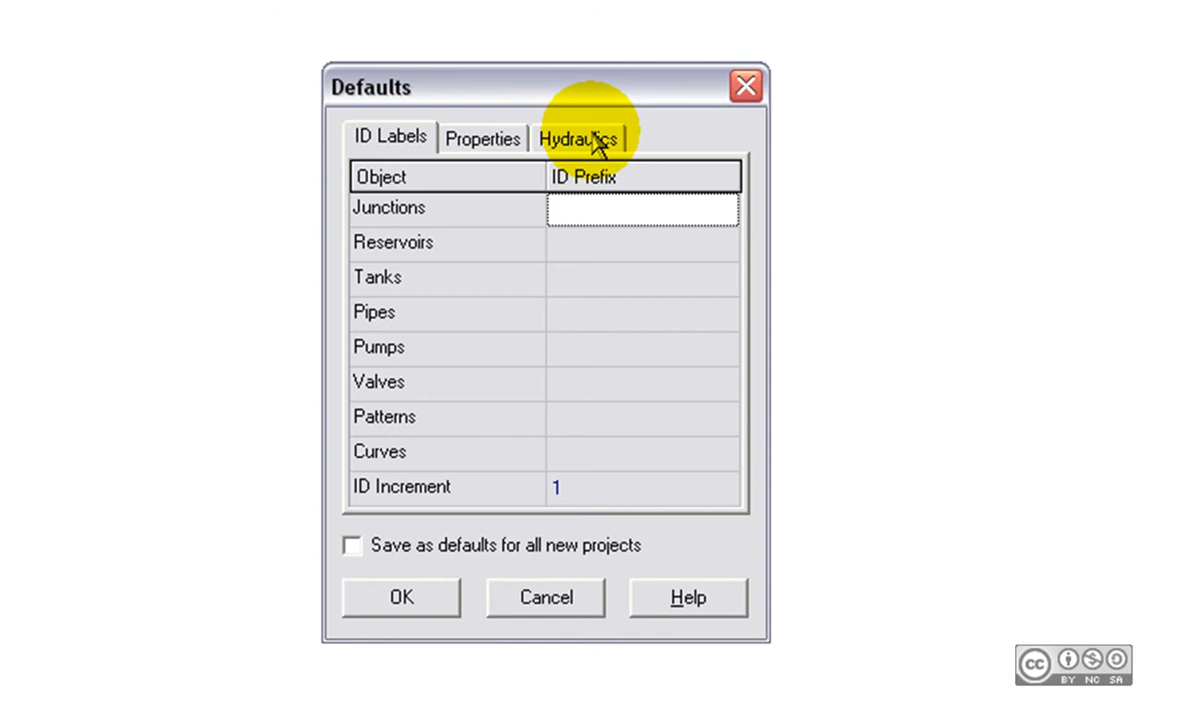 Defaults
ID Labels Properties Hydraulics
Object ID Prefix
Junctions
Reservoirs
Tanks
Pipes
Pumps
Valves
Patterns
Curves
ID Increment 1
Save as defaults for all new projects
OK Cancel Help
cc BY NC SA